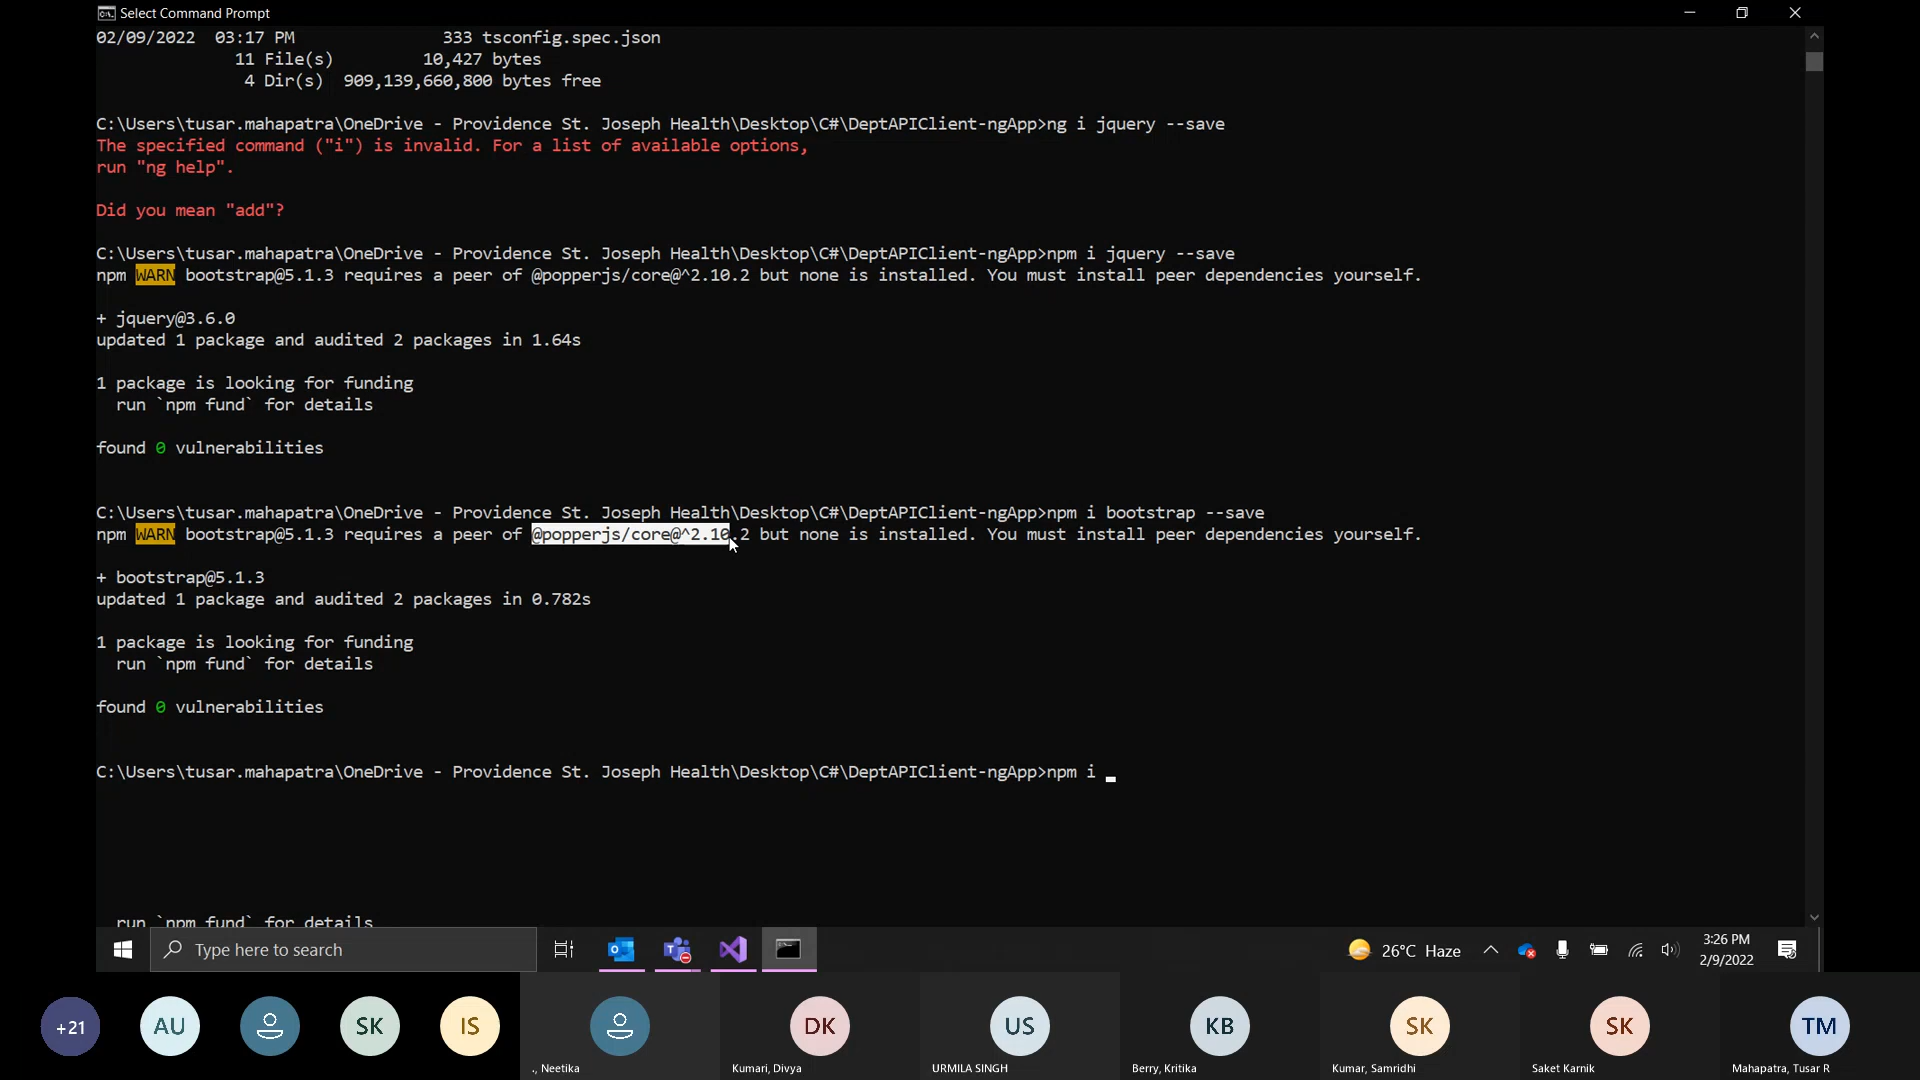 Select Command Prompt
02/09/2022  03:17 PM               333 tsconfig.spec.json
11 File(s)         10,427 bytes
4 Dir(s)  909,139,660,800 bytes free
C:\Users\tusar.mahapatra\OneDrive - Providence St. Joseph Health\Desktop\C#\DeptAPIClient-ngApp>ng i jquery --save
The specified command ("i") is invalid. For a list of available options,
run "ng help".
Did you mean "add"?
C:\Users\tusar.mahapatra\OneDrive - Providence St. Joseph Health\Desktop\C#\DeptAPIClient-ngApp>npm i jquery --save
npm WARN bootstrap@5.1.3 requires a peer of @popperjs/core@^2.10.2 but none is installed. You must install peer dependencies yourself.
+ jquery@3.6.0
updated 1 package and audited 2 packages in 1.64s
1 package is looking for funding
run `npm fund` for details
found 0 vulnerabilities
C:\Users\tusar.mahapatra\OneDrive - Providence St. Joseph Health\Desktop\C#\DeptAPIClient-ngApp>npm i bootstrap --save
npm WARN bootstrap@5.1.3 requires a peer of @popperjs/core@^2.10.2 but none is installed. You must install peer dependencies yourself.
+ bootstrap@5.1.3
updated 1 package and audited 2 packages in 0.782s
1 package is looking for funding
run `npm fund` for details
found 0 vulnerabilities
C:\Users\tusar.mahapatra\OneDrive - Providence St. Joseph Health\Desktop\C#\DeptAPIClient-ngApp>npm i
run `npm fund` for details
Type here to search
26°C Haze
3:26 PM
2/9/2022
+21
AU
SK
IS
DK
US
KB
SK
SK
TM
., Neetika
Kumari, Divya
URMILA SINGH
Berry, Kritika
Kumar, Samridhi
Saket Karnik
Mahapatra, Tusar R